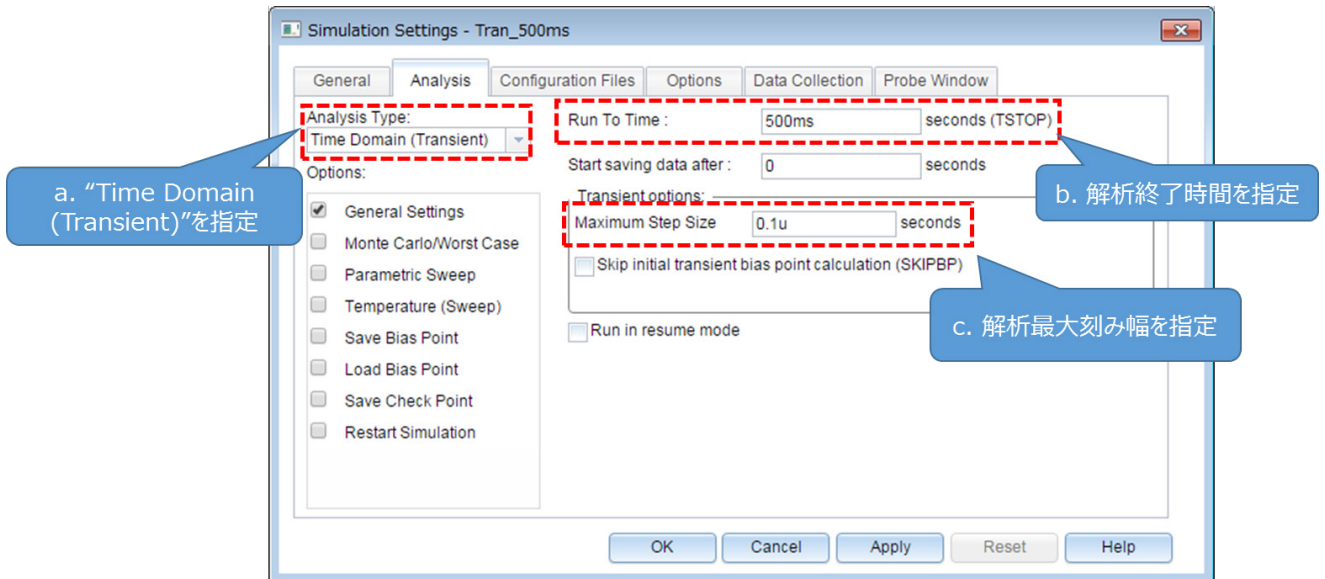 Simulation Settings - Tran_500ms
General
Analysis
Configuration Files
Options
Data Collection
Probe Window
Analysis Type:
Time Domain (Transient)
Options:
General Settings
Monte Carlo/Worst Case
Parametric Sweep
Temperature (Sweep)
Save Bias Point
Load Bias Point
Save Check Point
Restart Simulation
Run To Time :
500ms
seconds (TSTOP)
Start saving data after :
0
seconds
Transient options:
Maximum Step Size
0.1u
seconds
Skip initial transient bias point calculation (SKIPBP)
Run in resume mode
a. “Time Domain
(Transient)”を指定
b. 解析終了時間を指定
c. 解析最大刻み幅を指定
OK
Cancel
Apply
Reset
Help